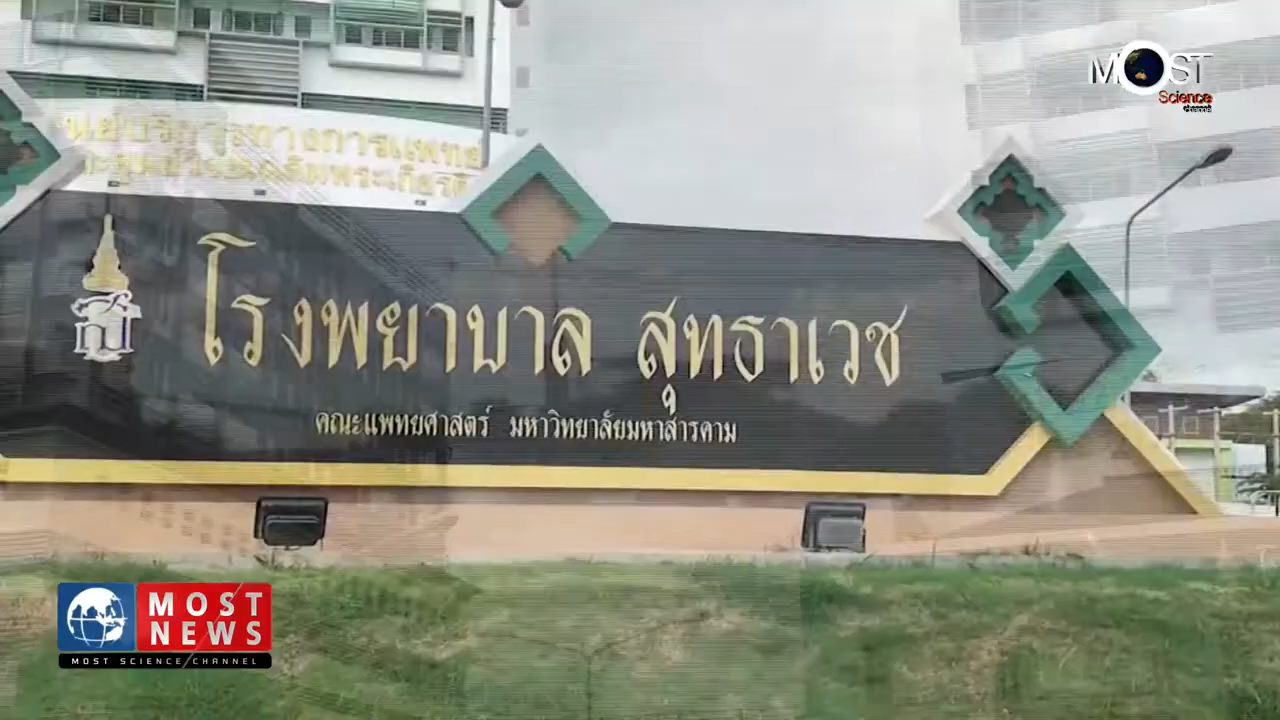 MOST
Science
channel
โรงพยาบาล สุทธาเวช
คณะแพทยศาสตร์ มหาวิทยาลัยมหาสารคาม
MOST
NEWS
MOST SCIENCE CHANNEL